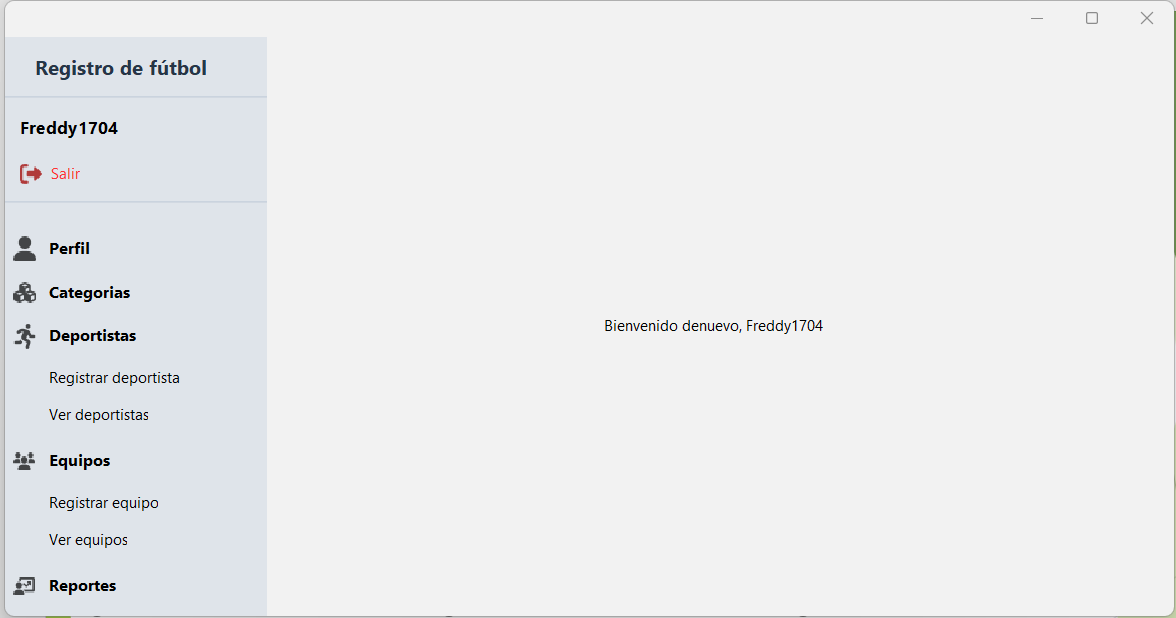 Registro de fútbol
Freddy1704
Salir
Perfil
Categorias
Deportistas
Registrar deportista
Ver deportistas
Equipos
Registrar equipo
Ver equipos
Reportes
Bienvenido denuevo, Freddy1704